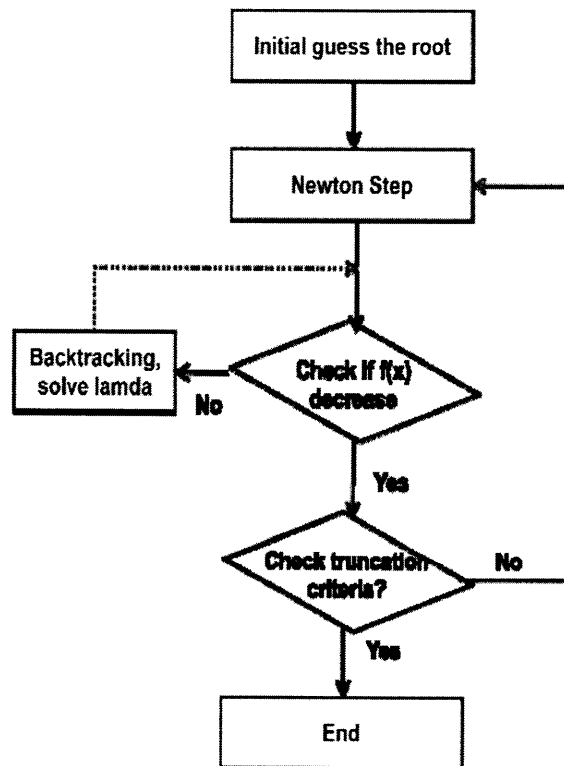 Initial guess the root
Newton Step
Backtracking,
solve lamda
No
Check if f(x)
decrease
Yes
Check truncation
criteria?
No
Yes
End